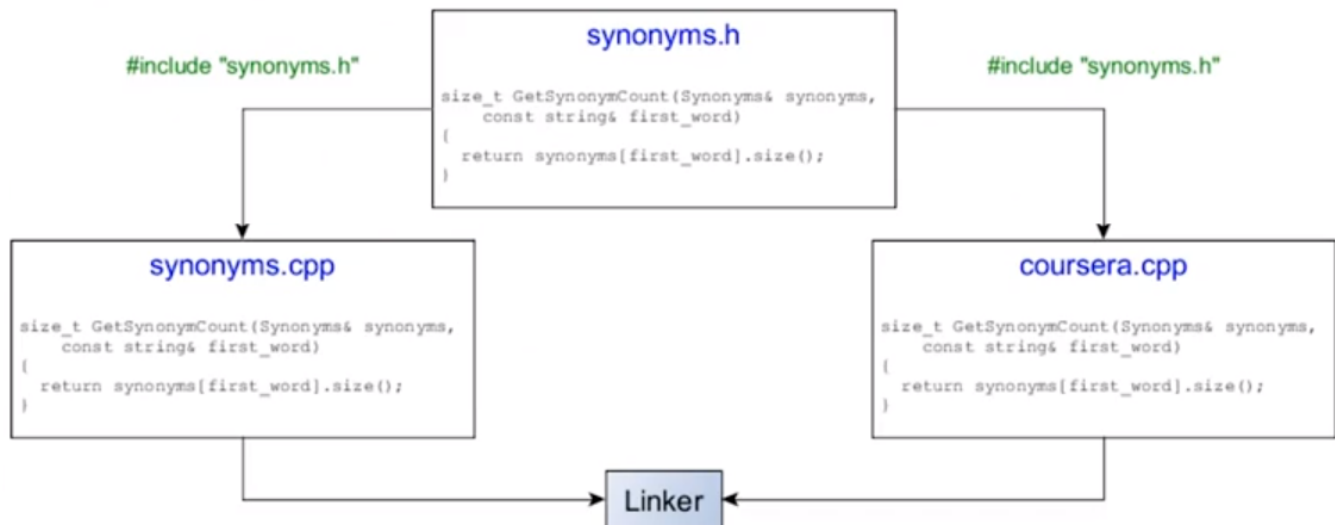 synonyms.h
#include "synonyms.h"
#include "synonyms.h"
size_t GetSynonymCount(Synonyms& synonyms,
const string& first_word)
{
return synonyms[first_word].size();
}
synonyms.cpp
size_t GetSynonymCount(Synonyms& synonyms,
const string& first_word)
{
return synonyms[first_word].size();
}
coursera.cpp
size_t GetSynonymCount(Synonyms& synonyms,
const string& first_word)
{
return synonyms[first_word].size();
}
Linker